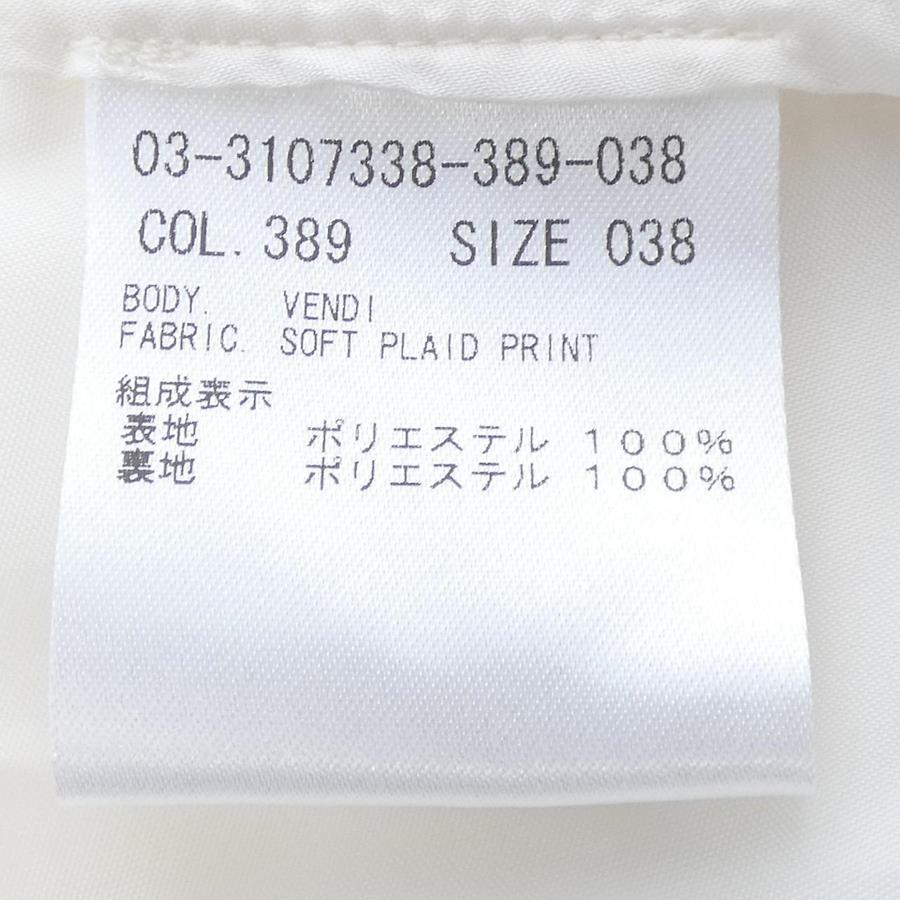 03-3107338-389-038
COL. 389 SIZE 038
BODY. VENDI
FABRIC. SOFT PLAID PRINT
組成表示
表地 ポリエステル 100%
裏地 ポリエステル 100%